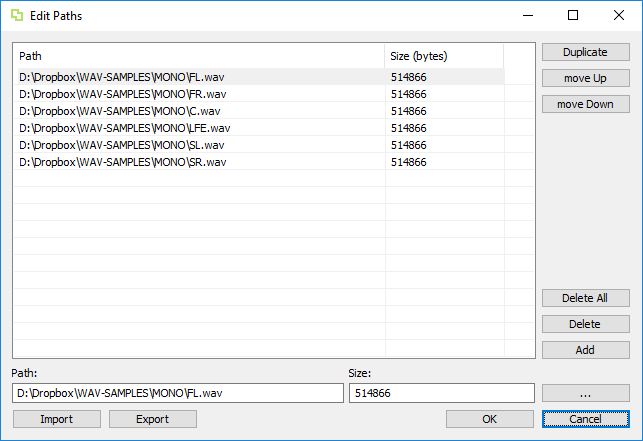 Edit Paths
Path Size (bytes) Duplicate
D:\Dropbox\WAV-SAMPLES\MONO\FL.wav 514866 move Up
D:\Dropbox\WAV-SAMPLES\MONO\FR.wav 514866
D:\Dropbox\WAV-SAMPLES\MONO\C.wav 514866 move Down
D:\Dropbox\WAV-SAMPLES\MONO\LFE.wav 514866
D:\Dropbox\WAV-SAMPLES\MONO\SL.wav 514866
D:\Dropbox\WAV-SAMPLES\MONO\SR.wav 514866
Delete All
Delete
Add
Path: Size:
D:\Dropbox\WAV-SAMPLES\MONO\FL.wav 514866 ...
Import Export OK Cancel